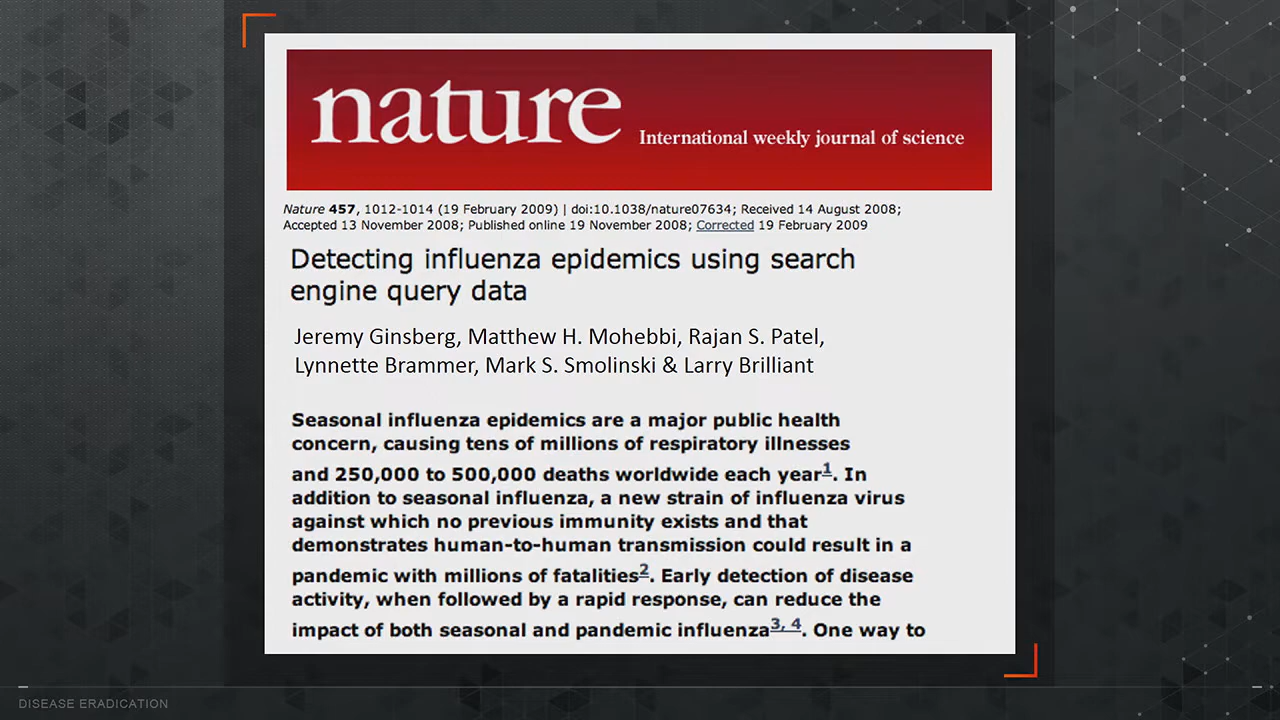 nature
International weekly journal of science
Nature 457, 1012-1014 (19 February 2009) | doi:10.1038/nature07634; Received 14 August 2008;
Accepted 13 November 2008; Published online 19 November 2008; Corrected 19 February 2009
Detecting influenza epidemics using search
engine query data
Jeremy Ginsberg, Matthew H. Mohebbi, Rajan S. Patel,
Lynnette Brammer, Mark S. Smolinski & Larry Brilliant
Seasonal influenza epidemics are a major public health
concern, causing tens of millions of respiratory illnesses
and 250,000 to 500,000 deaths worldwide each year1. In
addition to seasonal influenza, a new strain of influenza virus
against which no previous immunity exists and that
demonstrates human-to-human transmission could result in a
pandemic with millions of fatalities2. Early detection of disease
activity, when followed by a rapid response, can reduce the
impact of both seasonal and pandemic influenza3, 4. One way to
DISEASE ERADICATION